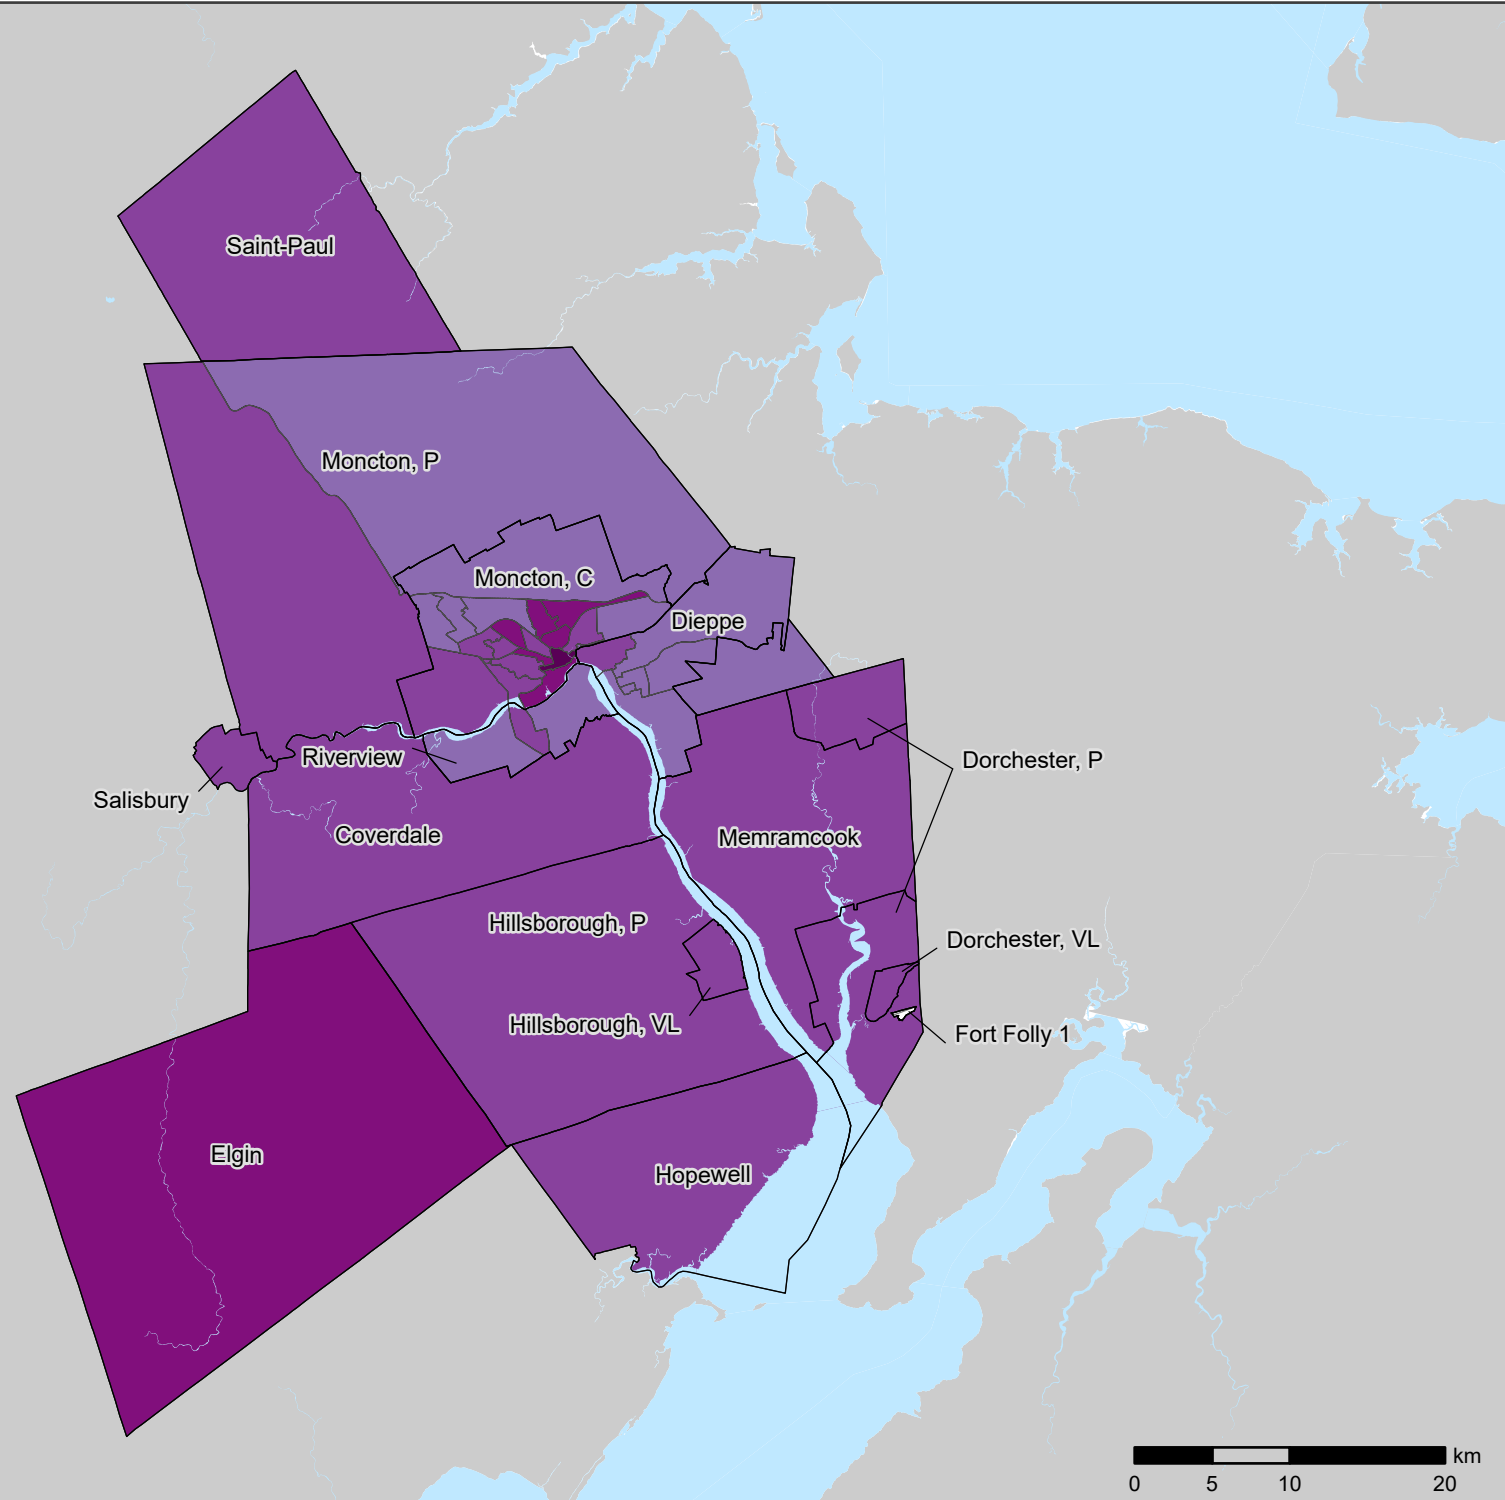 Saint-Paul
Moncton, P
Moncton, C
Dieppe
Riverview
Dorchester, P
Salisbury
Coverdale
Memramcook
Hillsborough, P
Dorchester, VL
Hillsborough, VL
Fort Folly 1
Elgin
Hopewell
km
0 5 10 20